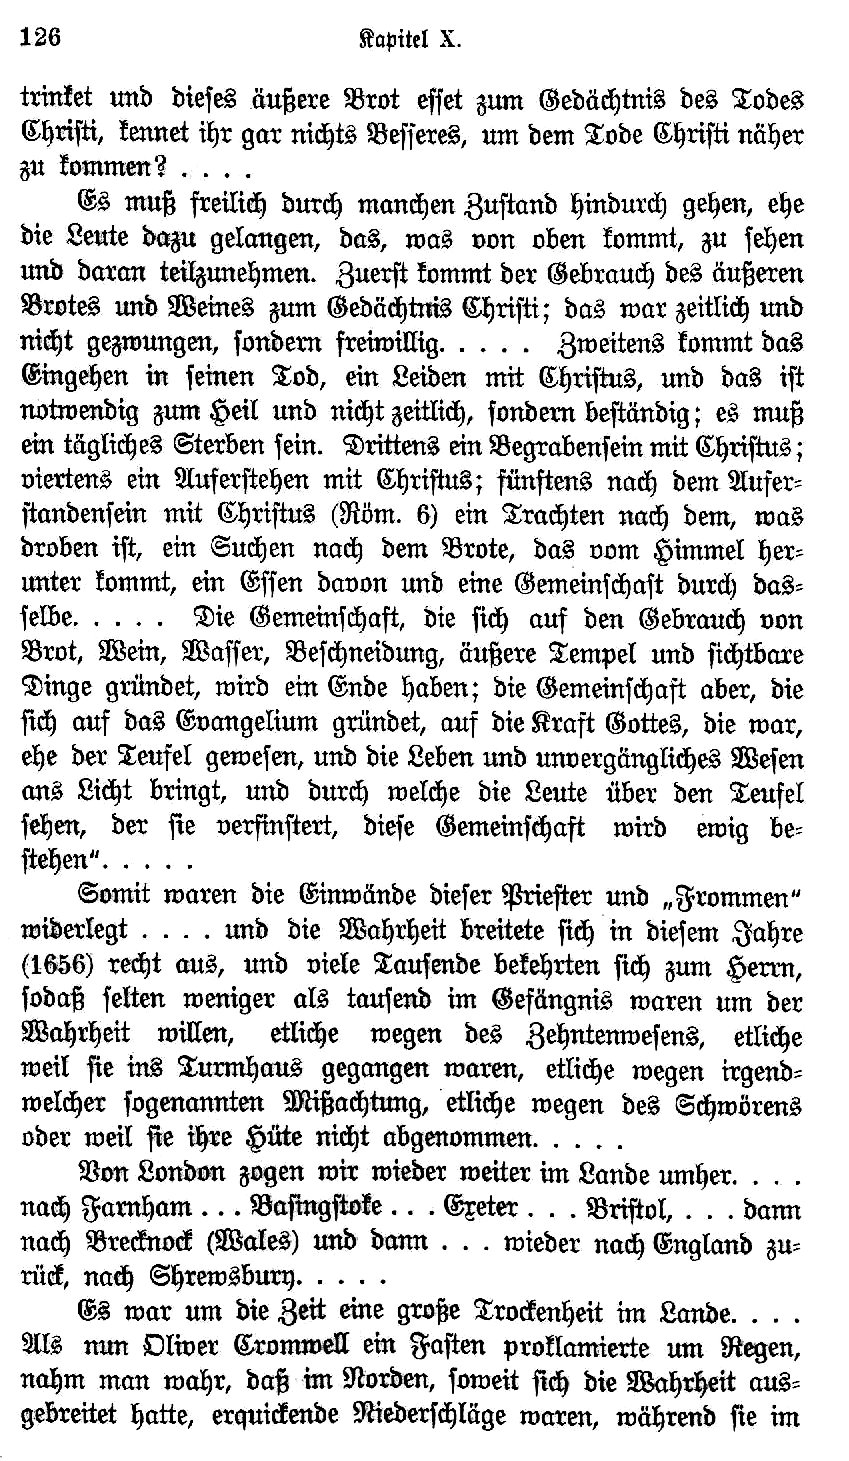 126 Kapitel X.
trinket und dieses äußere Brot esset zum Gedächtnis des Todes
Christi, kennet ihr gar nichts Besseres, um dem Tode Christi näher
zu kommen? . . . .
Es muß freilich durch manchen Zustand hindurch gehen, ehe
die Leute dazu gelangen, das, was von oben kommt, zu sehen
und daran teilzunehmen. Zuerst kommt der Gebrauch des äußeren
Brotes und Weines zum Gedächtnis Christi; das war zeitlich und
nicht gezwungen, sondern freiwillig. . . . . Zweitens kommt das
Eingehen in seinen Tod, ein Leiden mit Christus, und das ist
notwendig zum Heil und nicht zeitlich, sondern beständig; es muß
ein tägliches Sterben sein. Drittens ein Begrabensein mit Christus;
viertens ein Auferstehen mit Christus; fünftens nach dem Aufer-
standensein mit Christus (Röm. 6) ein Trachten nach dem, was
droben ist, ein Suchen nach dem Brote, das vom Himmel her-
unter kommt, ein Essen davon und eine Gemeinschaft durch das-
selbe. . . . . Die Gemeinschaft, die sich auf den Gebrauch von
Brot, Wein, Wasser, Beschneidung, äußere Tempel und sichtbare
Dinge gründet, wird ein Ende haben; die Gemeinschaft aber, die
sich auf das Evangelium gründet, auf die Kraft Gottes, die war,
ehe der Teufel gewesen, und die Leben und unvergängliches Wesen
ans Licht bringt, und durch welche die Leute über den Teufel
sehen, der sie verfinstert, diese Gemeinschaft wird ewig be-
stehen“. . . . .
Somit waren die Einwände dieser Priester und „Frommen“
widerlegt . . . . und die Wahrheit breitete sich in diesem Jahre
(1656) recht aus, und viele Tausende bekehrten sich zum Herrn,
sodaß selten weniger als tausend im Gefängnis waren um der
Wahrheit willen, etliche wegen des Zehntenwesens, etliche
weil sie ins Turmhaus gegangen waren, etliche wegen irgend-
welcher sogenannten Mißachtung, etliche wegen des Schwörens
oder weil sie ihre Hüte nicht abgenommen. . . . .
Von London zogen wir wieder weiter im Lande umher. . . .
nach Farnham . . . Basingstoke . . . Exeter . . . Bristol, . . . dann
nach Brecknock (Wales) und dann . . . wieder nach England zu-
rück, nach Shrewsbury. . . . .
Es war um die Zeit eine große Trockenheit im Lande. . . .
Als nun Oliver Cromwell ein Fasten proklamierte um Regen,
nahm man wahr, daß im Norden, soweit sich die Wahrheit aus-
gebreitet hatte, erquickende Niederschläge waren, während sie im